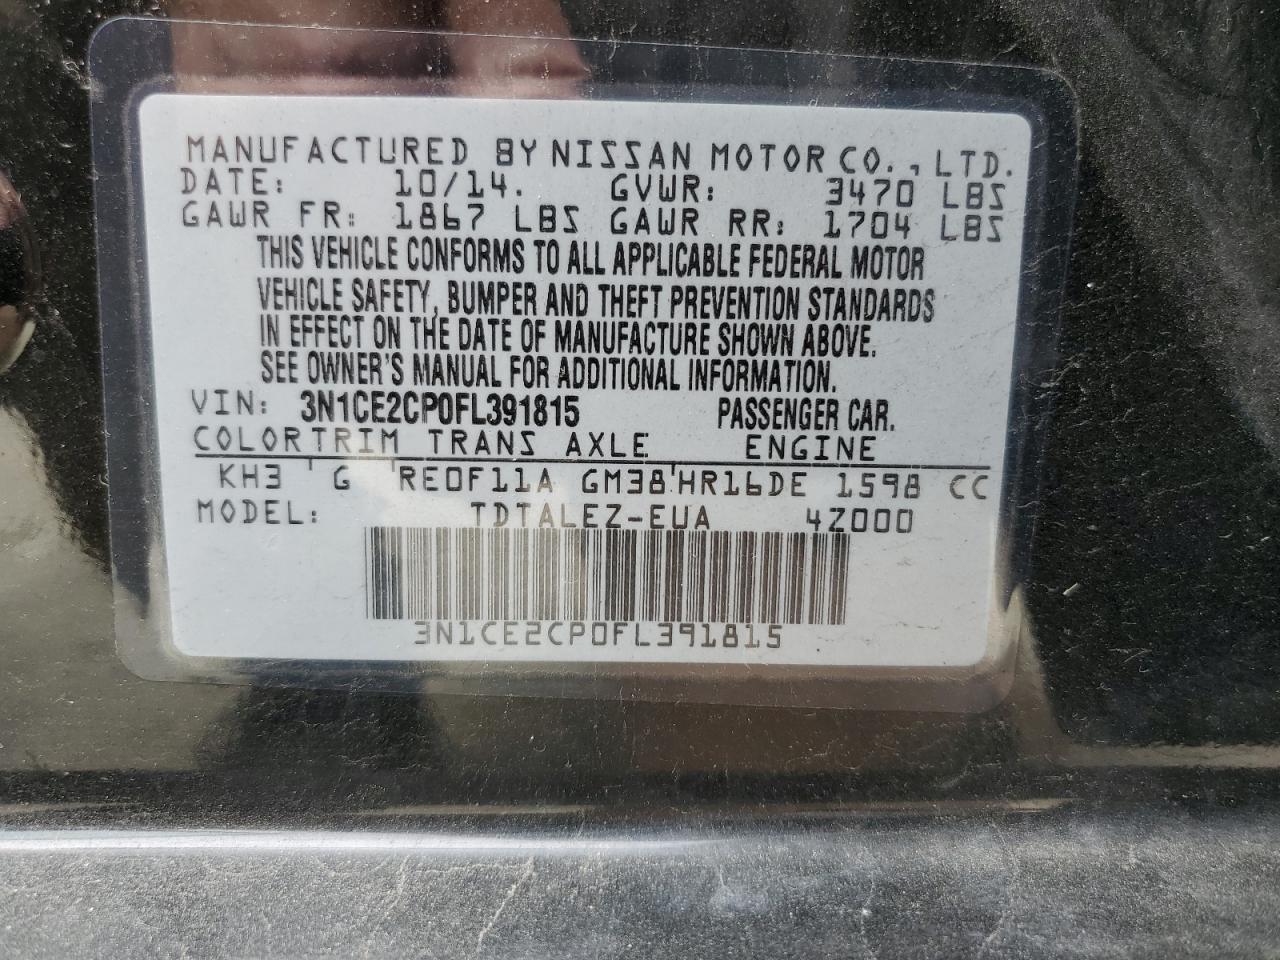 MANUFACTURED BY NISSAN MOTOR CO., LTD.
DATE: 10/14. GVWR: 3470 LBS
GAWR FR: 1867 LBS GAWR RR: 1704 LBS
THIS VEHICLE CONFORMS TO ALL APPLICABLE FEDERAL MOTOR
VEHICLE SAFETY, BUMPER AND THEFT PREVENTION STANDARDS
IN EFFECT ON THE DATE OF MANUFACTURE SHOWN ABOVE.
SEE OWNER'S MANUAL FOR ADDITIONAL INFORMATION.
VIN: 3N1CE2CP0FL391815 PASSENGER CAR.
COLORTRIM TRANS AXLE ENGINE
KH3 G RE0F11A GM38 HR16DE 1598 CC
MODEL: TDTALEZ-EUA 4Z000
3N1CE2CP0FL391815